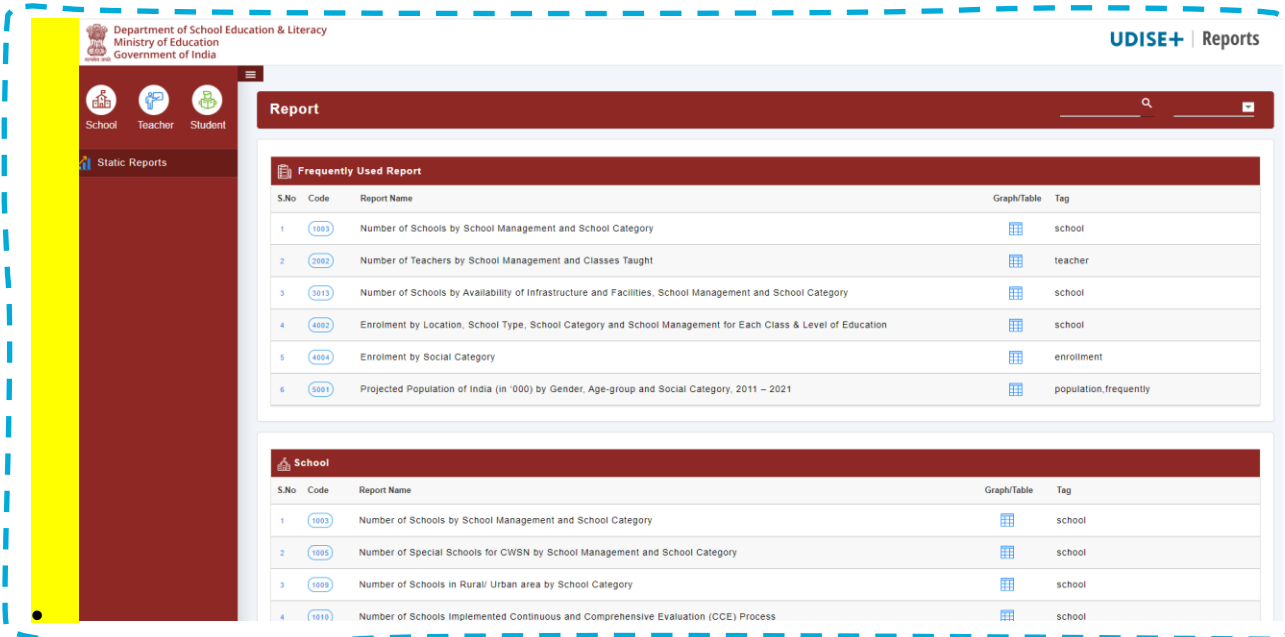 Department of School Education & Literacy
Ministry of Education
Government of India
UDISE+ | Reports
School Teacher Student
Static Reports
Report
Frequently Used Report
S.No Code Report Name Graph/Table Tag
1 1003 Number of Schools by School Management and School Category school
2 2002 Number of Teachers by School Management and Classes Taught teacher
3 3013 Number of Schools by Availability of Infrastructure and Facilities, School Management and School Category school
4 4002 Enrolment by Location, School Type, School Category and School Management for Each Class & Level of Education school
5 4004 Enrolment by Social Category enrollment
6 5001 Projected Population of India (in '000) by Gender, Age-group and Social Category, 2011 – 2021 population,frequently
School
S.No Code Report Name Graph/Table Tag
1 1003 Number of Schools by School Management and School Category school
2 1005 Number of Special Schools for CWSN by School Management and School Category school
3 1009 Number of Schools in Rural/ Urban area by School Category school
4 1010 Number of Schools Implemented Continuous and Comprehensive Evaluation (CCE) Process school